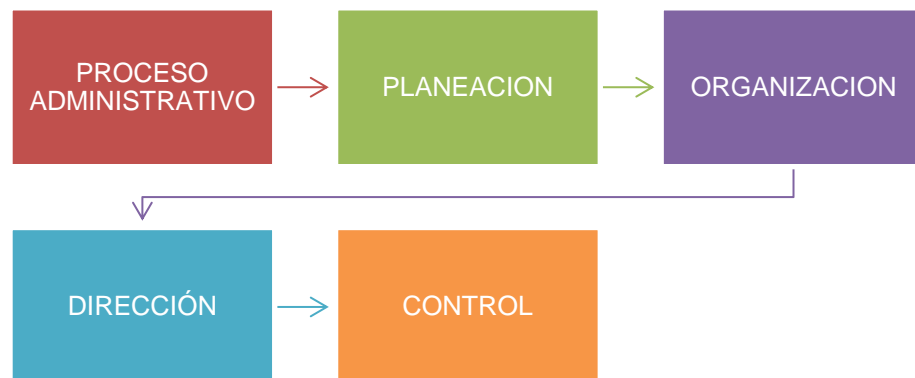 PROCESO
ADMINISTRATIVO
PLANEACION
ORGANIZACION
DIRECCIÓN
CONTROL